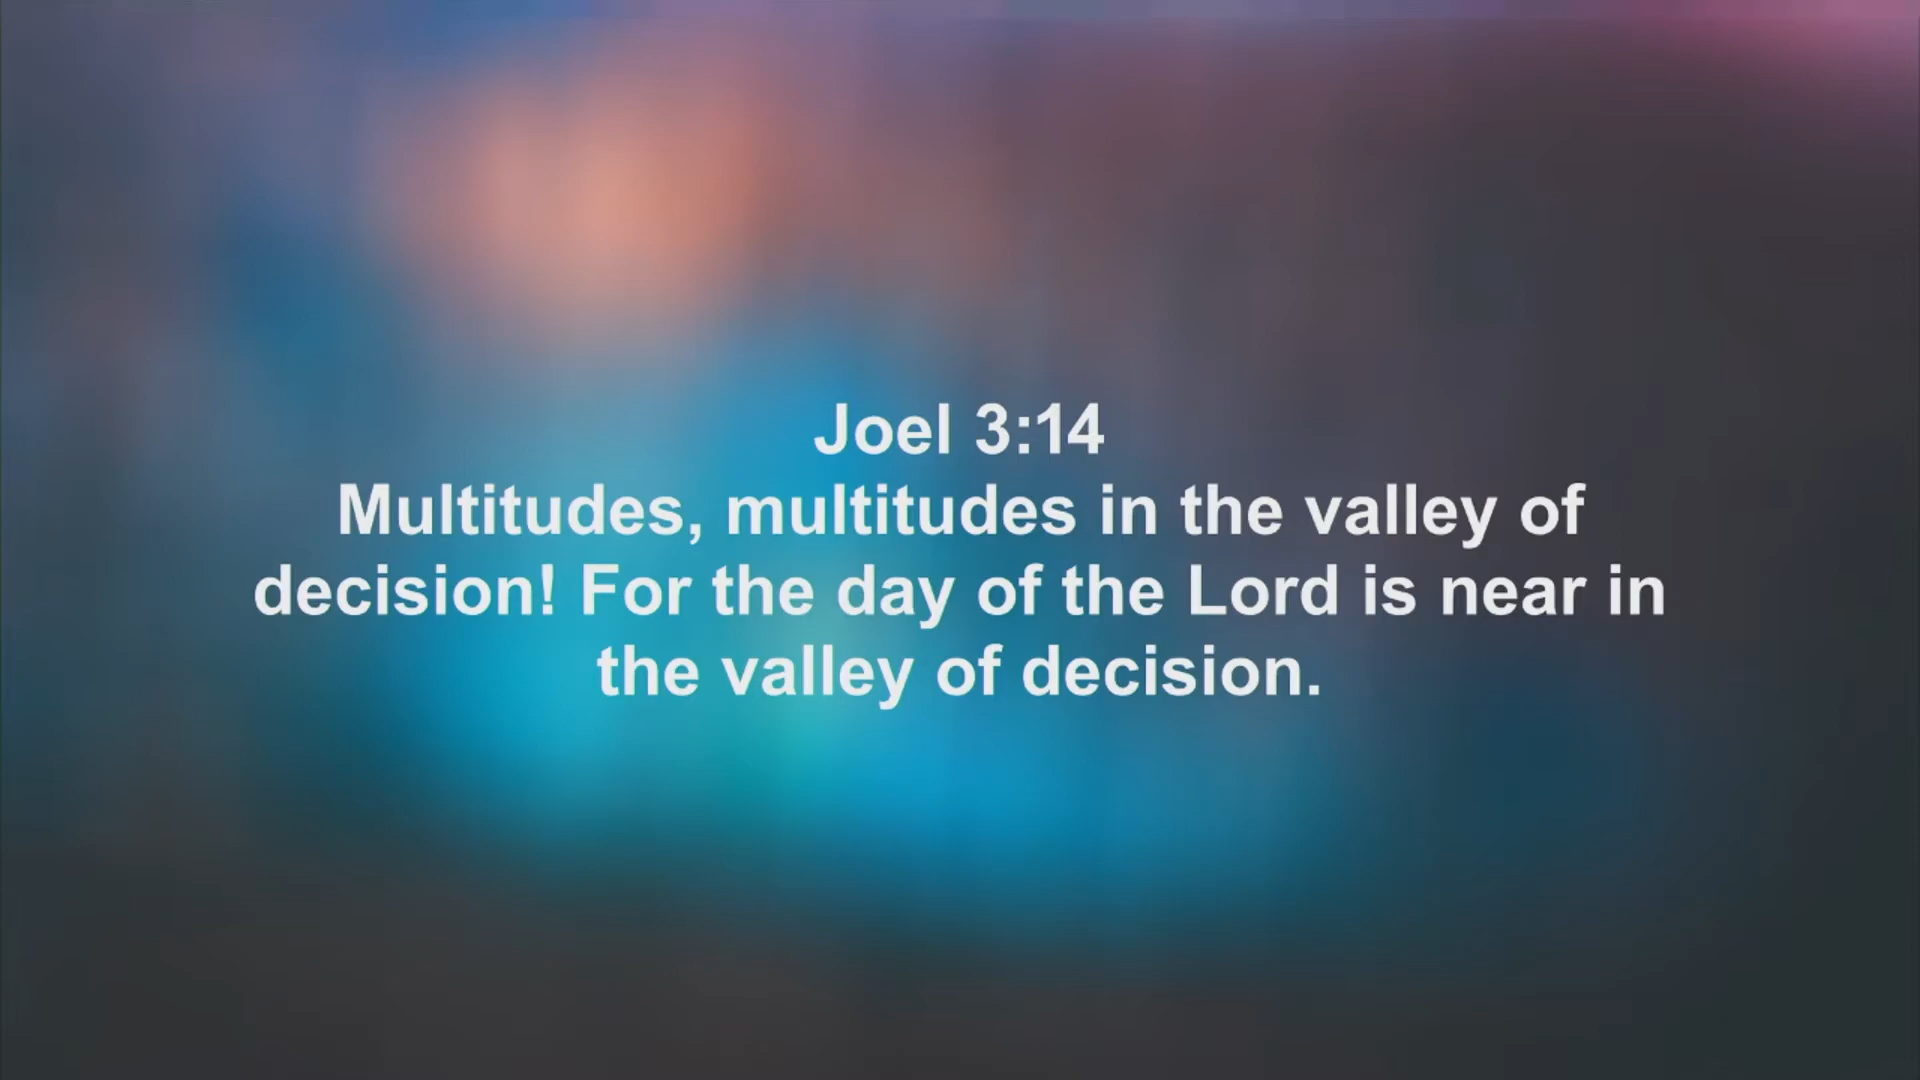 Joel 3:14
Multitudes, multitudes in the valley of
decision! For the day of the Lord is near in
the valley of decision.